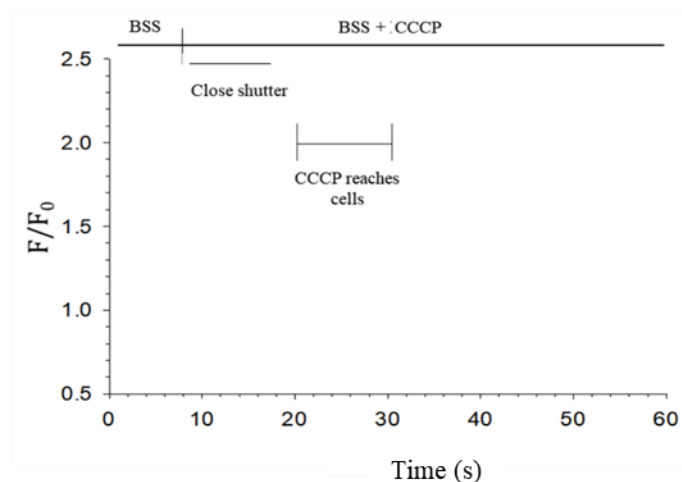 BSS
BSS + CCCP
2.5
Close shutter
2.0
CCCP reaches
cells
1.5
F/F0
1.0
0.5
0 10 20 30 40 50 60
Time (s)